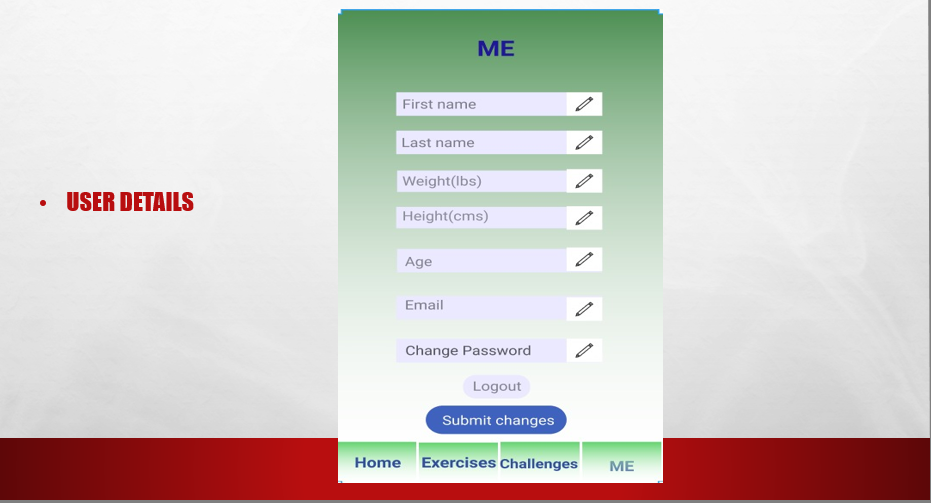 • USER DETAILS
ME
First name
Last name
Weight(lbs)
Height(cms)
Age
Email
Change Password
Logout
Submit changes
Home Exercises Challenges ME